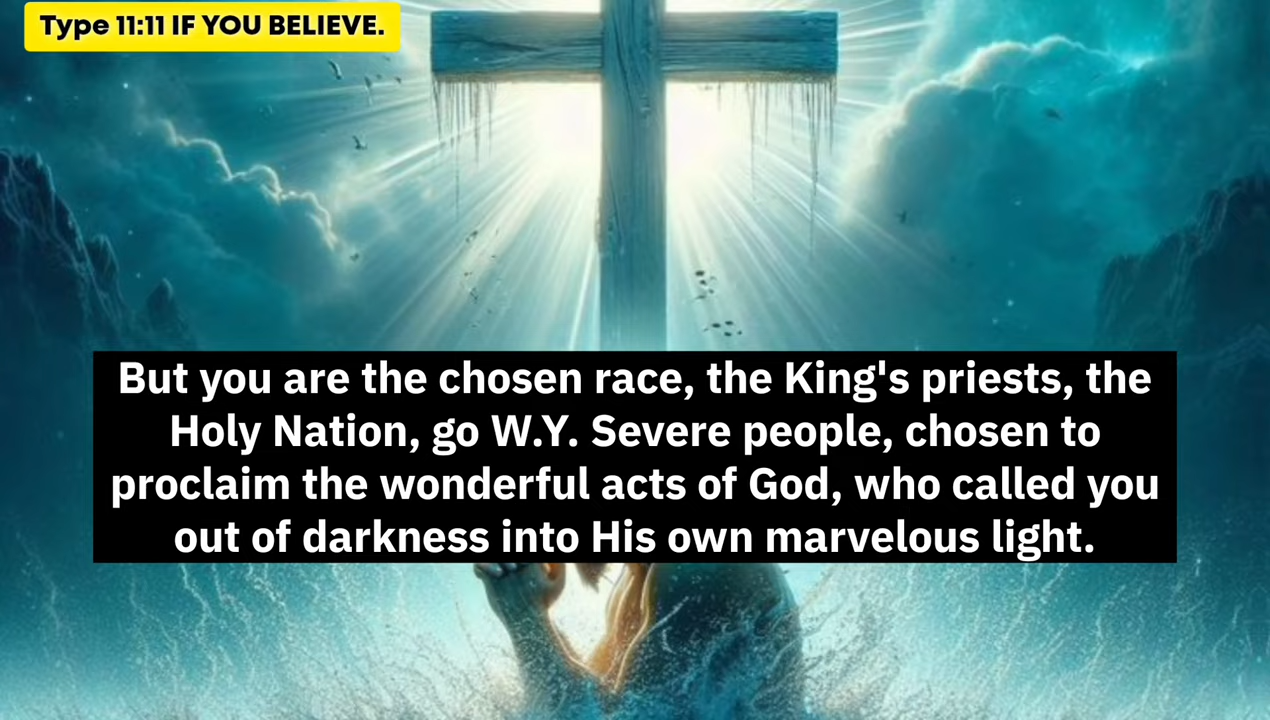 Type 11:11 IF YOU BELIEVE.
But you are the chosen race, the King's priests, the
Holy Nation, go W.Y. Severe people, chosen to
proclaim the wonderful acts of God, who called you
out of darkness into His own marvelous light.